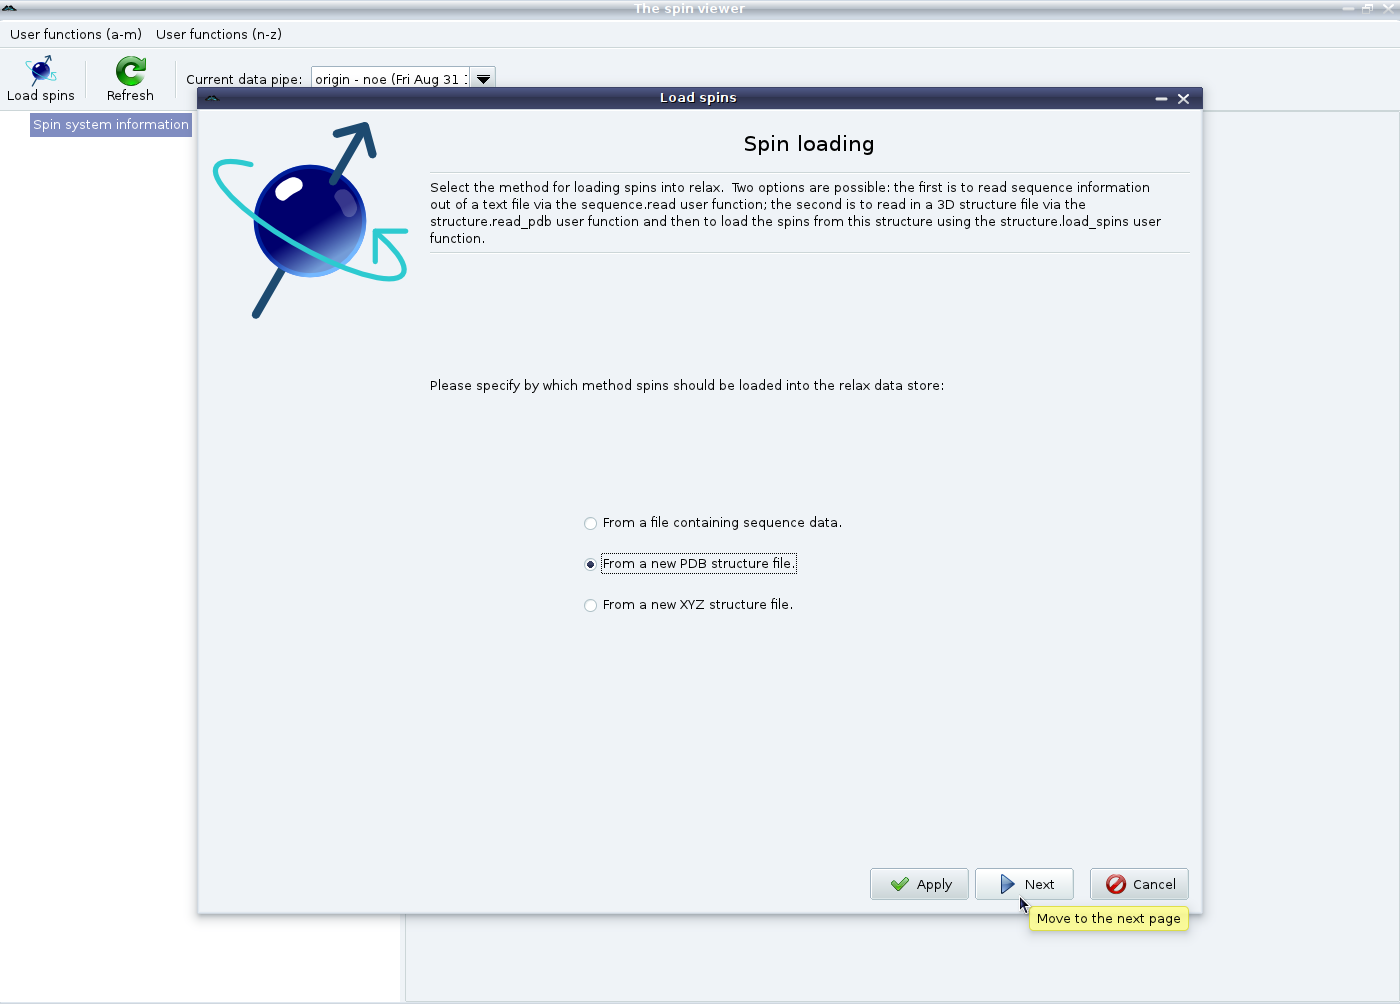 The spin viewer
User functions (a-m) User functions (n-z)
Load spins
Refresh
Current data pipe:
origin - noe (Fri Aug 31
Load spins
Spin system information
Spin loading
Select the method for loading spins into relax.  Two options are possible: the first is to read sequence information
out of a text file via the sequence.read user function; the second is to read in a 3D structure file via the
structure.read_pdb user function and then to load the spins from this structure using the structure.load_spins user
function.
Please specify by which method spins should be loaded into the relax data store:
From a file containing sequence data.
From a new PDB structure file.
From a new XYZ structure file.
Apply
Next
Cancel
Move to the next page